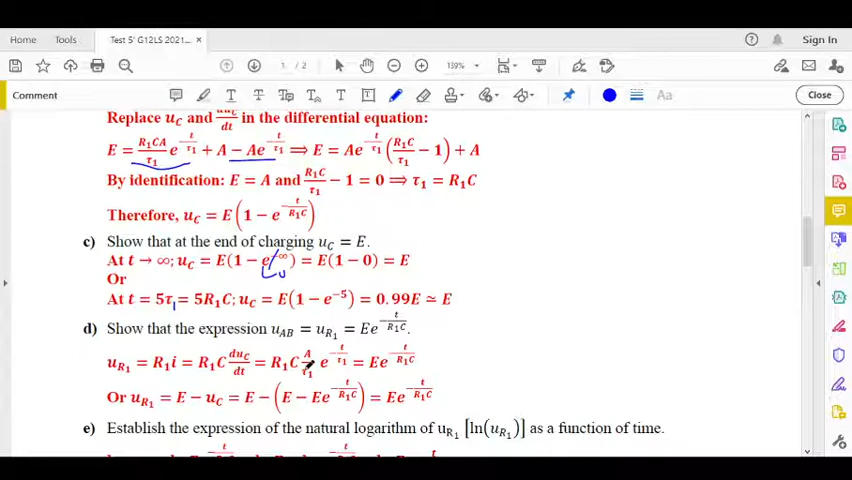 Home Tools Test 5' G12LS 2021... × Sign In
1 / 2 139%
Comment Close
Replace u_C and du_C/dt in the differential equation:
E = R₁CA/τ₁ e^(-t/τ₁) + A − Ae^(-t/τ₁) ⟹ E = Ae^(-t/τ₁) (R₁C/τ₁ − 1) + A
By identification: E = A and R₁C/τ₁ − 1 = 0 ⟹ τ₁ = R₁C
Therefore, u_C = E(1 − e^(-t/R₁C))
c) Show that at the end of charging u_C = E.
At t → ∞; u_C = E(1 − e^(-∞)) = E(1 − 0) = E
0
Or
At t = 5τ₁ = 5R₁C; u_C = E(1 − e^(-5)) = 0.99E ≃ E
d) Show that the expression u_AB = u_R₁ = Ee^(-t/R₁C).
u_R₁ = R₁i = R₁C du_C/dt = R₁C A/τ₁ e^(-t/τ₁) = Ee^(-t/R₁C)
Or u_R₁ = E − u_C = E − (E − Ee^(-t/R₁C)) = Ee^(-t/R₁C)
e) Establish the expression of the natural logarithm of u_R₁ [ln(u_R₁)] as a function of time.